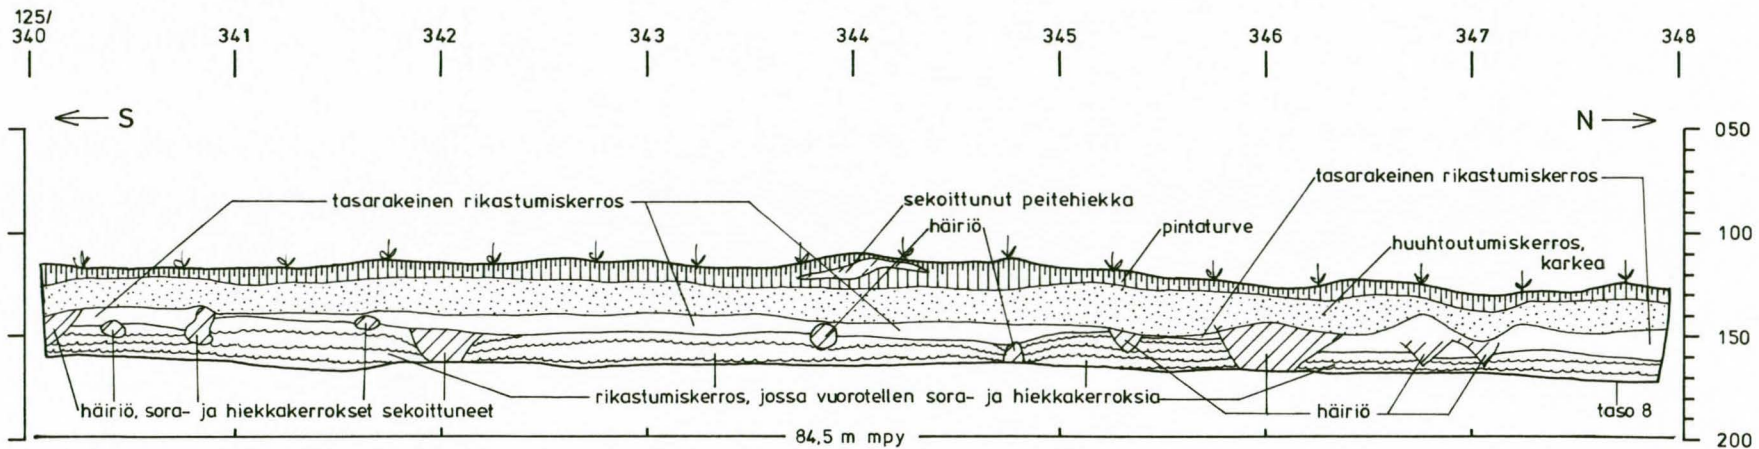 125/
340 341 342 343 344 345 346 347 348
S N
050
tasarakeinen rikastumiskerros
tasarakeinen rikastumiskerros sekoittunut peitehiekka
häiriö pintaturve
100
huuhtoutumiskerros,
karkea
150
rikastumiskerros, jossa vuorotellen sora- ja hiekkakerroksia
häiriö, sora- ja hiekkakerrokset sekoittuneet häiriö taso 8
84,5 m mpy 200